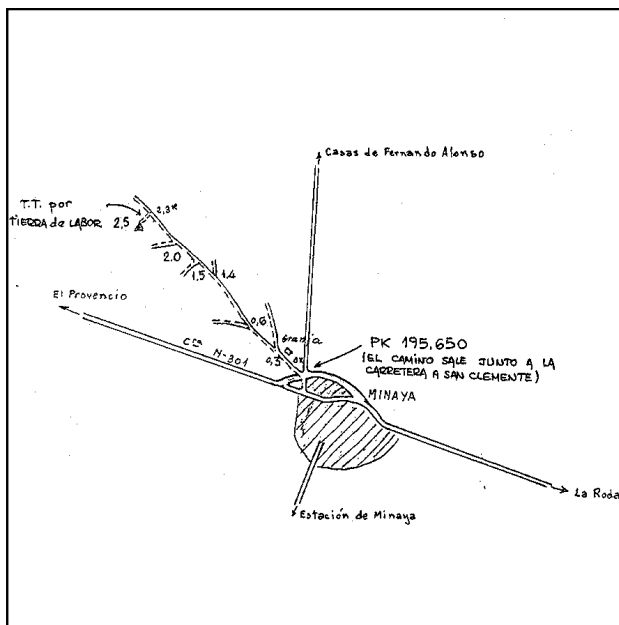 Casas de Fernando Alonso
T.T. por
TIERRA de LABOR
2,5
2,3
2.0
1.5
1.4
El Provencio
Cra N-301
0,6
0,3
Granja
PK 195,650
(EL CAMINO SALE JUNTO A LA
CARRETERA A SAN CLEMENTE)
MINAYA
La Roda
Estación de Minaya